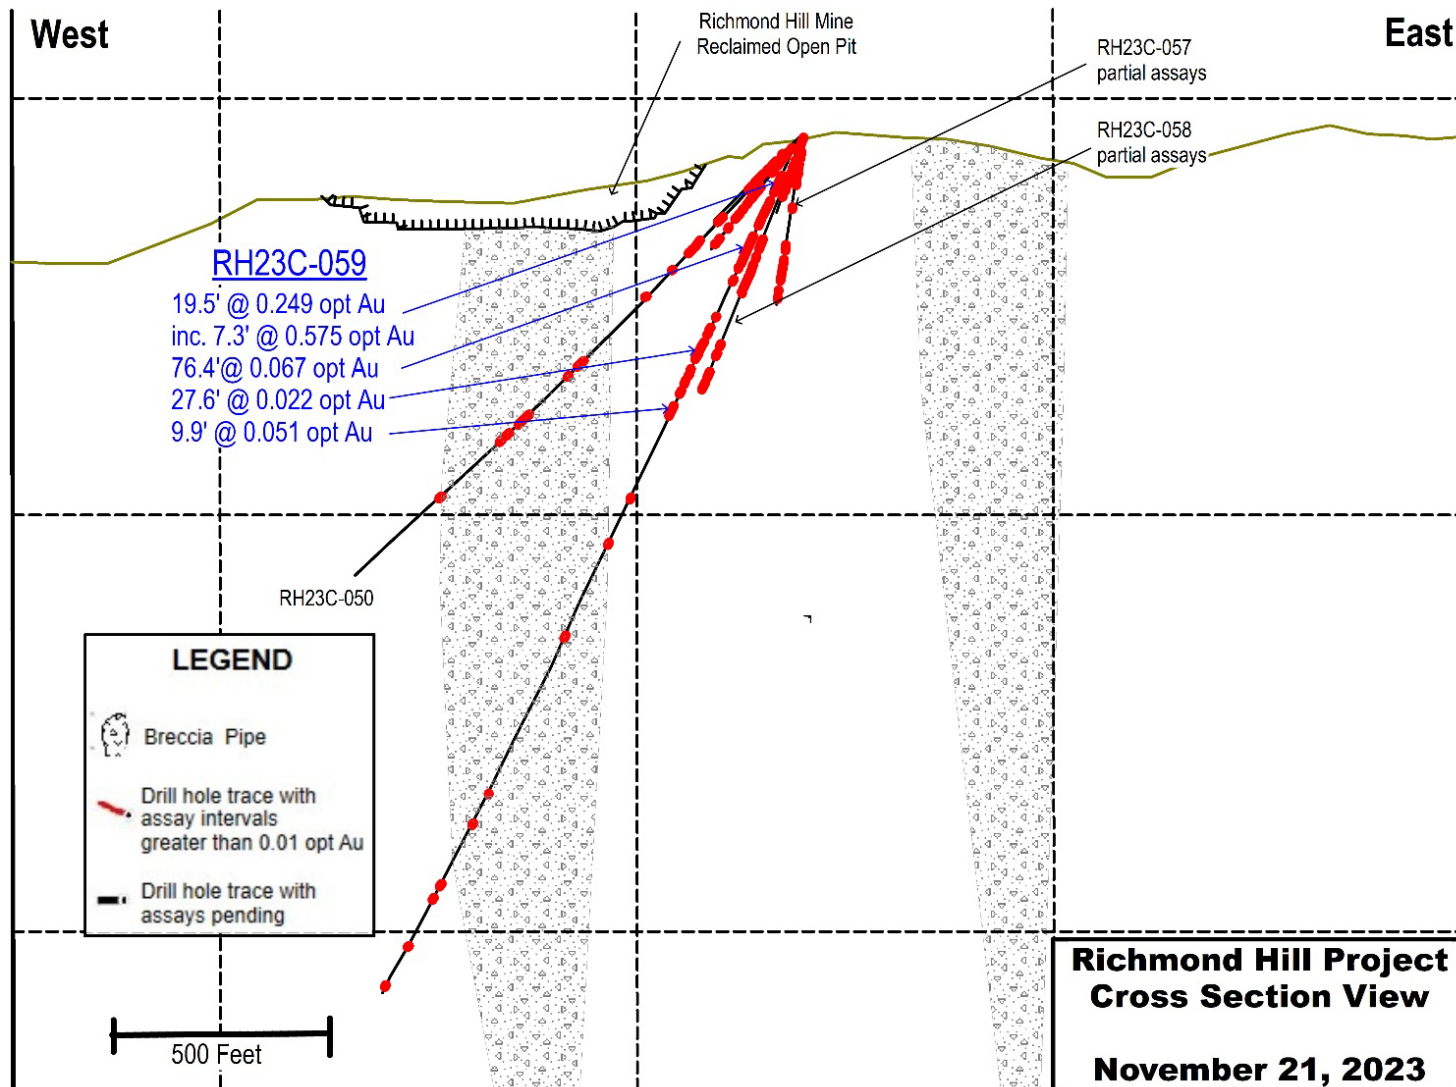 West
Richmond Hill Mine
Reclaimed Open Pit
East
RH23C-057
partial assays
RH23C-058
partial assays
RH23C-059
19.5' @ 0.249 opt Au
inc. 7.3' @ 0.575 opt Au
76.4'@ 0.067 opt Au
27.6' @ 0.022 opt Au
9.9' @ 0.051 opt Au
RH23C-050
LEGEND
Breccia Pipe
Drill hole trace with
assay intervals
greater than 0.01 opt Au
Drill hole trace with
assays pending
500 Feet
Richmond Hill Project
Cross Section View
November 21, 2023